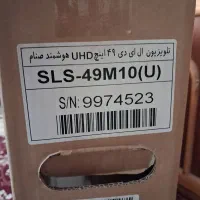 تلویزیون ال ای دی ۴۹ اینچ UHD هوشمند صنام
SLS-49M10(U)
S/N: 9974523